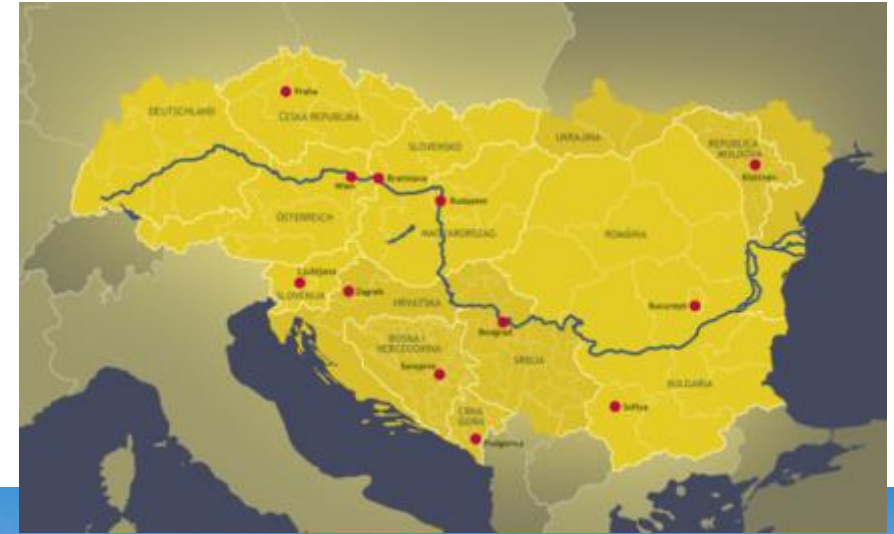 Praha
DEUTSCHLAND
ČESKÁ REPUBLIKA
SLOVENSKO
UKRAJINA
REPUBLICA
MOLDOVA
Wien
Bratislava
Budapest
ÖSTERREICH
MAGYARORSZÁG
ROMÂNIA
Ljubljana
SLOVENIJA
Zagreb
HRVATSKA
București
Beograd
BOSNA I
HERCEGOVINA
Sarajevo
SRBIJA
BULGARIA
CRNA
GORA
Sofiya
Podgorica